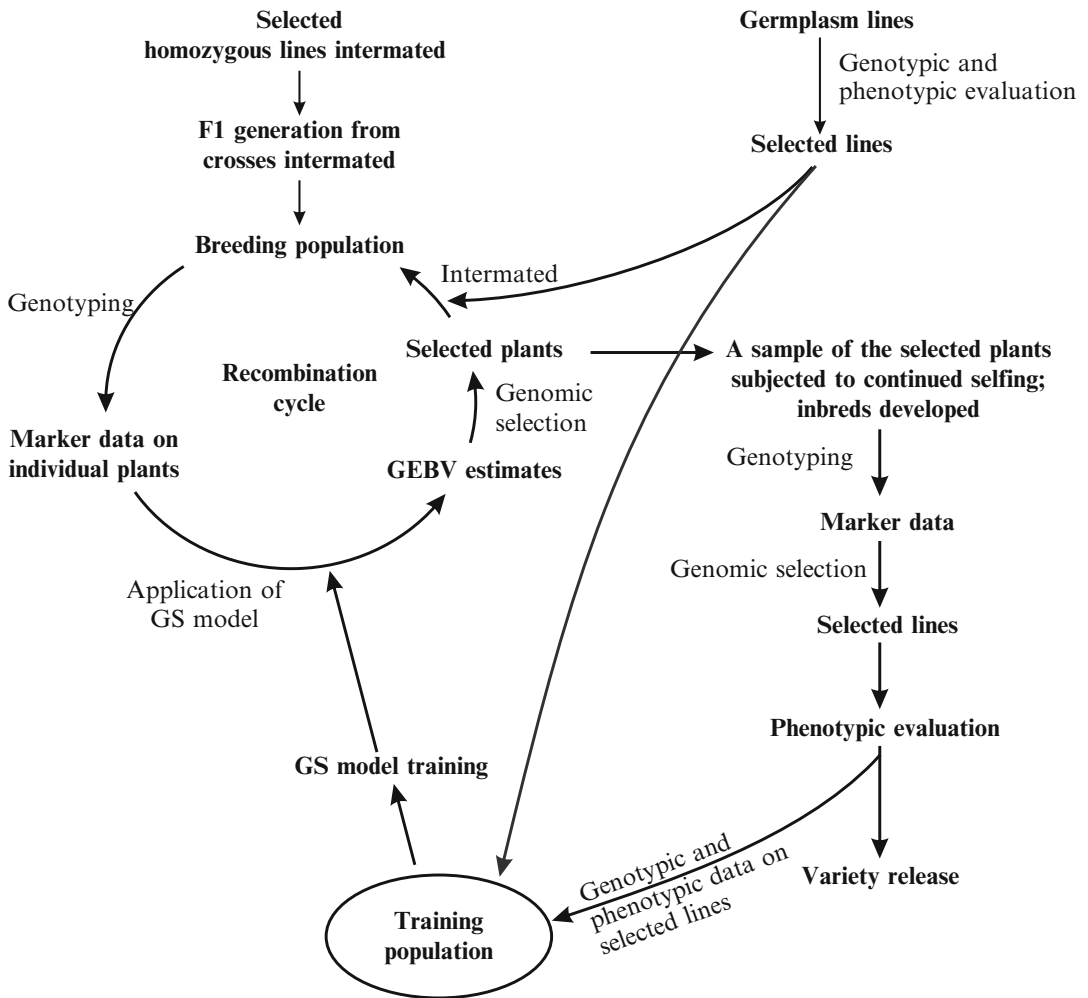 Selected
homozygous lines intermated
F1 generation from
crosses intermated
Breeding population
Genotyping
Marker data on
individual plants
Recombination
cycle
Application of
GS model
GEBV estimates
Genomic
selection
Selected plants
Intermated
Germplasm lines
Genotypic and
phenotypic evaluation
Selected lines
A sample of the selected plants
subjected to continued selfing;
inbreds developed
Genotyping
Marker data
Genomic selection
Selected lines
Phenotypic evaluation
Variety release
Genotypic and
phenotypic data on
selected lines
GS model training
Training
population